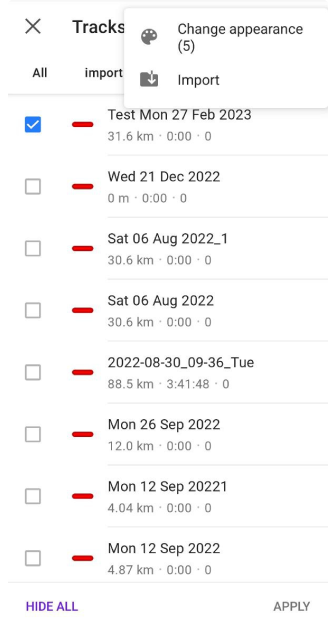 Tracks
Change appearance
(5)
All
import
Import
Test Mon 27 Feb 2023
31.6 km · 0:00 · 0
Wed 21 Dec 2022
0 m · 0:00 · 0
Sat 06 Aug 2022_1
30.6 km · 0:00 · 0
Sat 06 Aug 2022
30.6 km · 0:00 · 0
2022-08-30_09-36_Tue
88.5 km · 3:41:48 · 0
Mon 26 Sep 2022
12.0 km · 0:00 · 0
Mon 12 Sep 20221
4.04 km · 0:00 · 0
Mon 12 Sep 2022
4.87 km · 0:00 · 0
HIDE ALL
APPLY